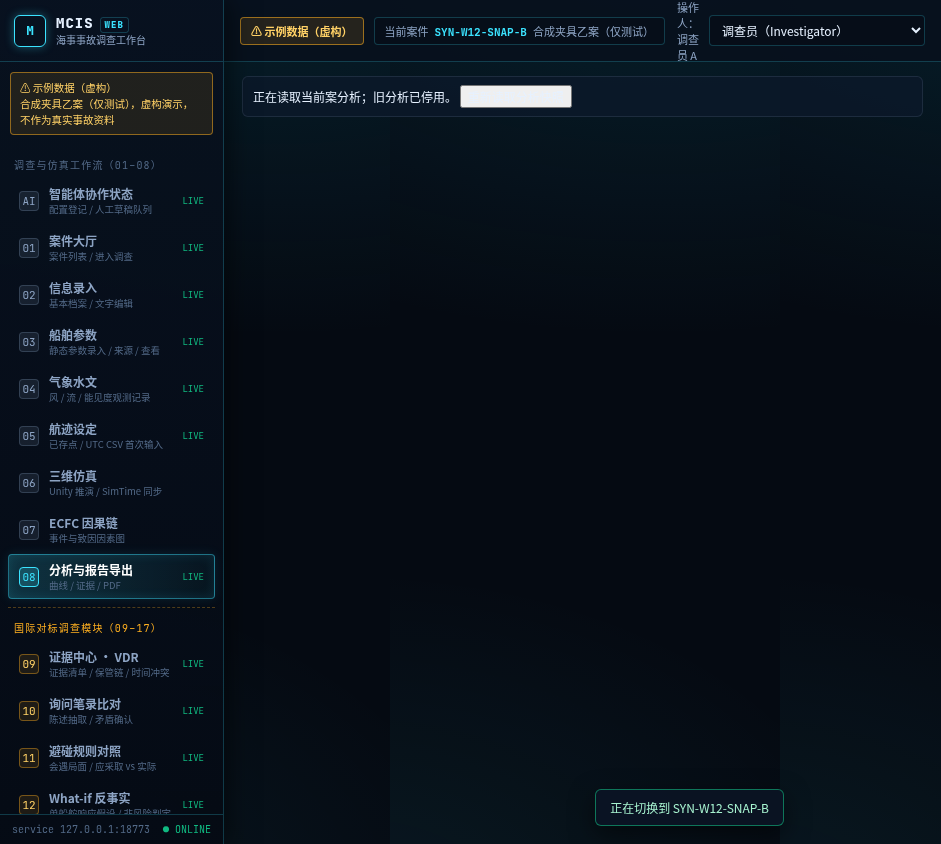 M
MCIS WEB
海事事故调查工作台
⚠ 示例数据（虚构）
当前案件 SYN-W12-SNAP-B 合成夹具乙案（仅测试）
操作
人：
调查
员 A
调查员（Investigator）
⚠ 示例数据（虚构）
合成夹具乙案（仅测试），虚构演示，
不作为真实事故资料
正在读取当前案分析；旧分析已停用。
调查与仿真工作流（01–08）
AI 智能体协作状态 LIVE
配置登记 / 人工草稿队列
01 案件大厅 LIVE
案件列表 / 进入调查
02 信息录入 LIVE
基本档案 / 文字编辑
03 船舶参数 LIVE
静态参数录入 / 来源 / 查看
04 气象水文 LIVE
风 / 流 / 能见度观测记录
05 航迹设定 LIVE
已存点 / UTC CSV 首次输入
06 三维仿真
Unity 推演 / SimTime 同步
07 ECFC 因果链
事件与致因因素图
08 分析与报告导出 LIVE
曲线 / 证据 / PDF
国际对标调查模块（09–17）
09 证据中心 · VDR LIVE
证据清单 / 保管链 / 时间冲突
10 询问笔录比对 LIVE
陈述抽取 / 矛盾确认
11 避碰规则对照 LIVE
会遇局面 / 应采取 vs 实际
12 What-if 反事实 LIVE
service 127.0.0.1:18773 ● ONLINE
正在切换到 SYN-W12-SNAP-B